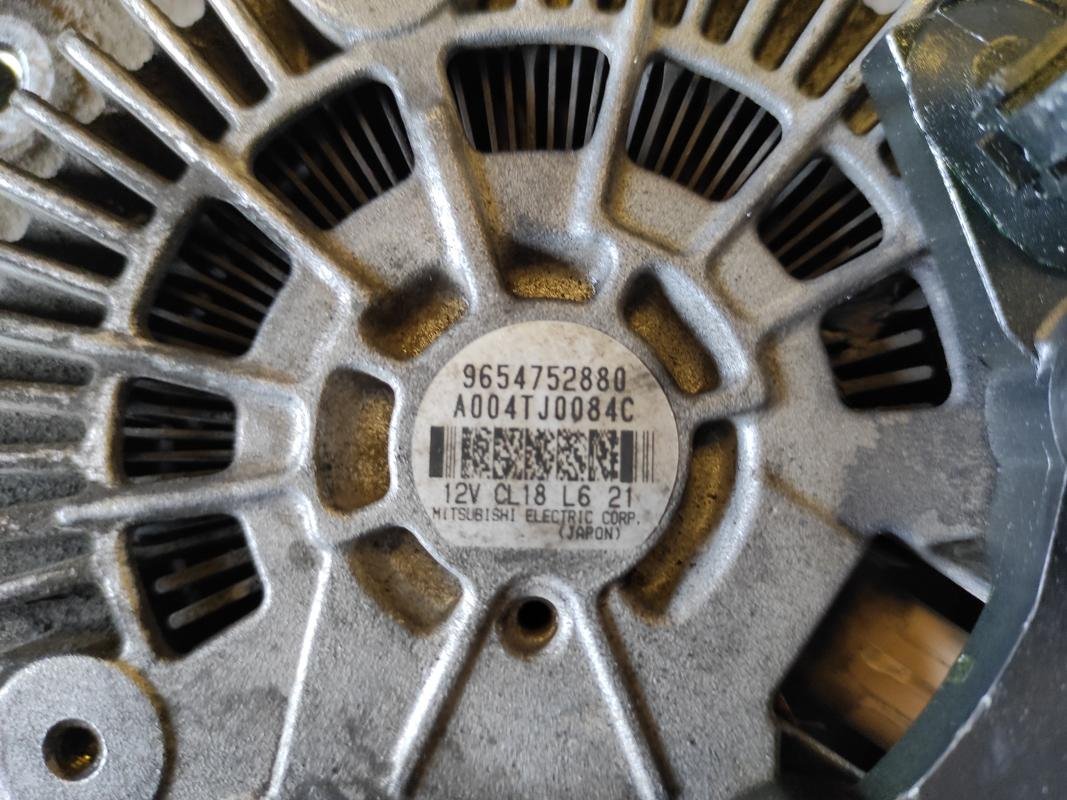 9654752880
A004TJ0084C
12V CL18 L6 21
MITSUBISHI ELECTRIC CORP.
(JAPON)